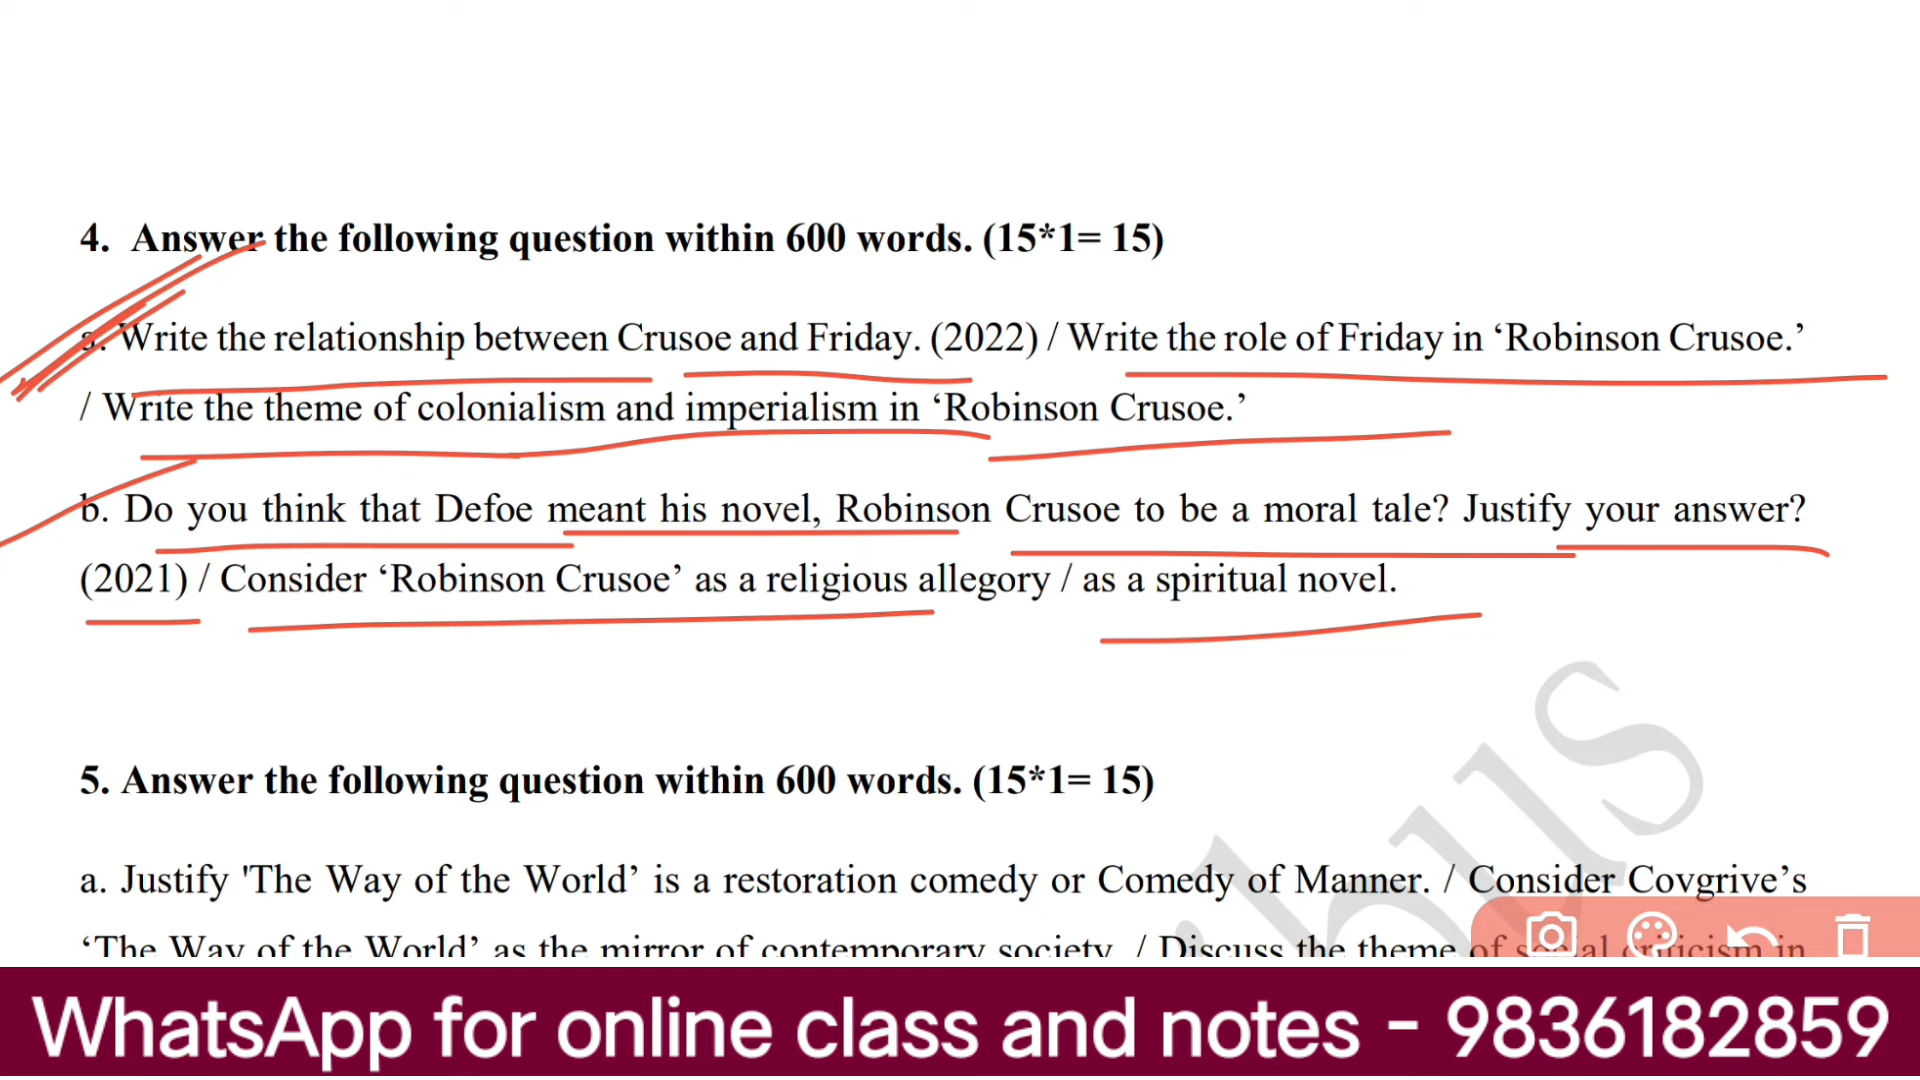 4. Answer the following question within 600 words. (15*1= 15)
a. Write the relationship between Crusoe and Friday. (2022) / Write the role of Friday in ‘Robinson Crusoe.’
/ Write the theme of colonialism and imperialism in ‘Robinson Crusoe.’
b. Do you think that Defoe meant his novel, Robinson Crusoe to be a moral tale? Justify your answer?
(2021) / Consider ‘Robinson Crusoe’ as a religious allegory / as a spiritual novel.
5. Answer the following question within 600 words. (15*1= 15)
a. Justify 'The Way of the World’ is a restoration comedy or Comedy of Manner. / Consider Covgrive’s
‘The Way of the World’ as the mirror of contemporary society. / Discuss the theme of social criticism in
WhatsApp for online class and notes - 9836182859